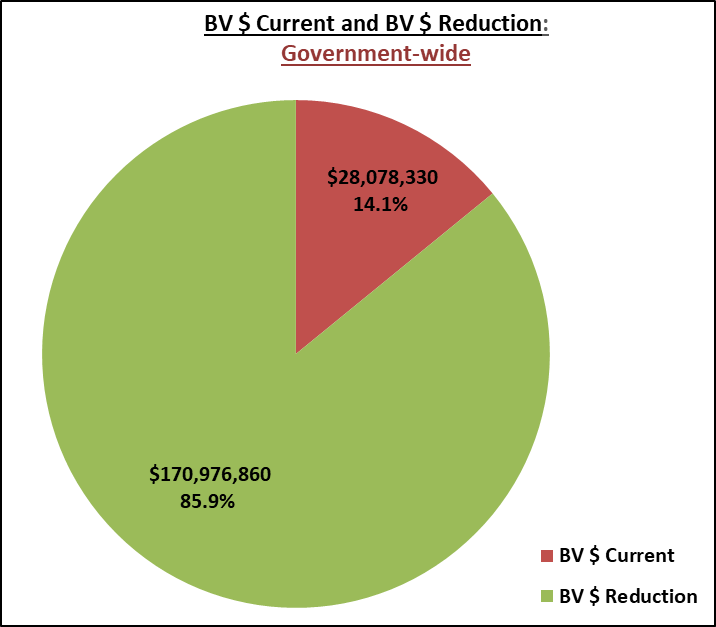 BV $ Current and BV $ Reduction:
Government-wide
$28,078,330
14.1%
$170,976,860
85.9%
BV $ Current
BV $ Reduction